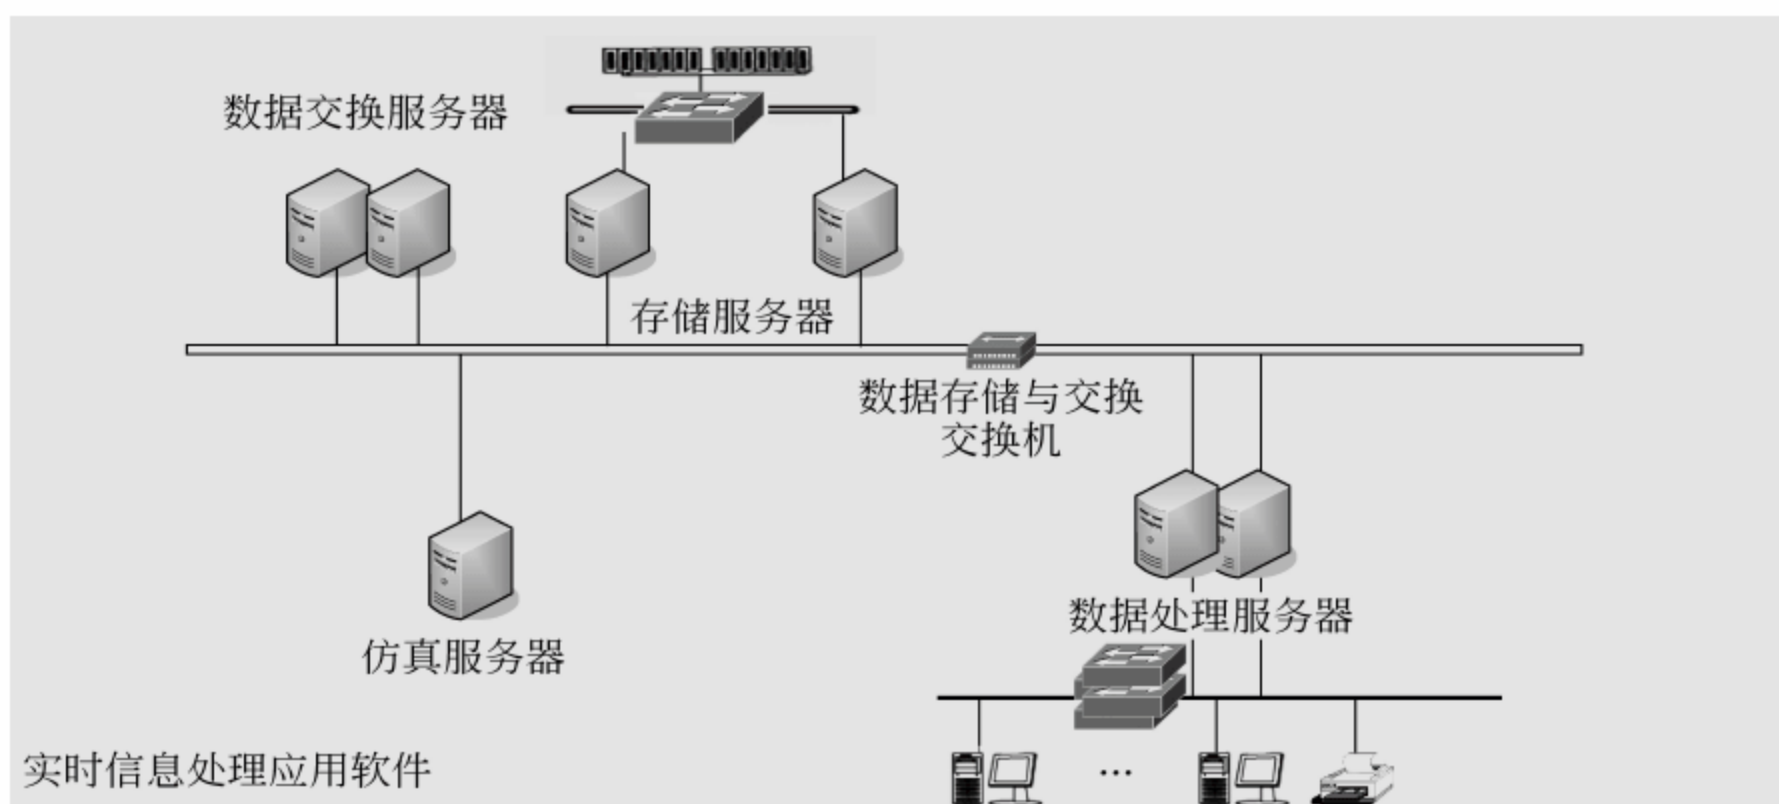 数据交换服务器
存储服务器
数据存储与交换
交换机
数据处理服务器
仿真服务器
实时信息处理应用软件
…